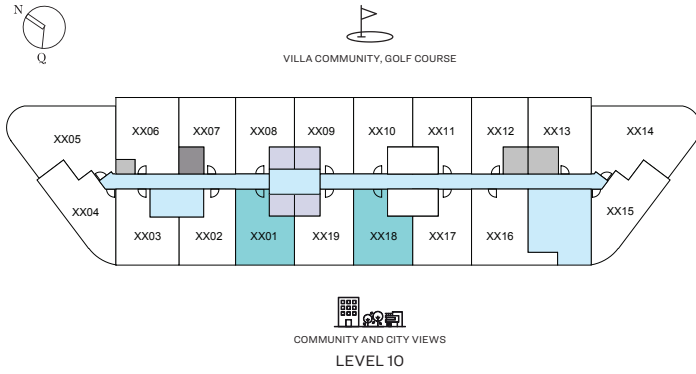 N
Q
VILLA COMMUNITY, GOLF COURSE
XX05
XX06
XX07
XX08
XX09
XX10
XX11
XX12
XX13
XX14
XX04
XX03
XX02
XX01
XX19
XX18
XX17
XX16
XX15
COMMUNITY AND CITY VIEWS
LEVEL 10